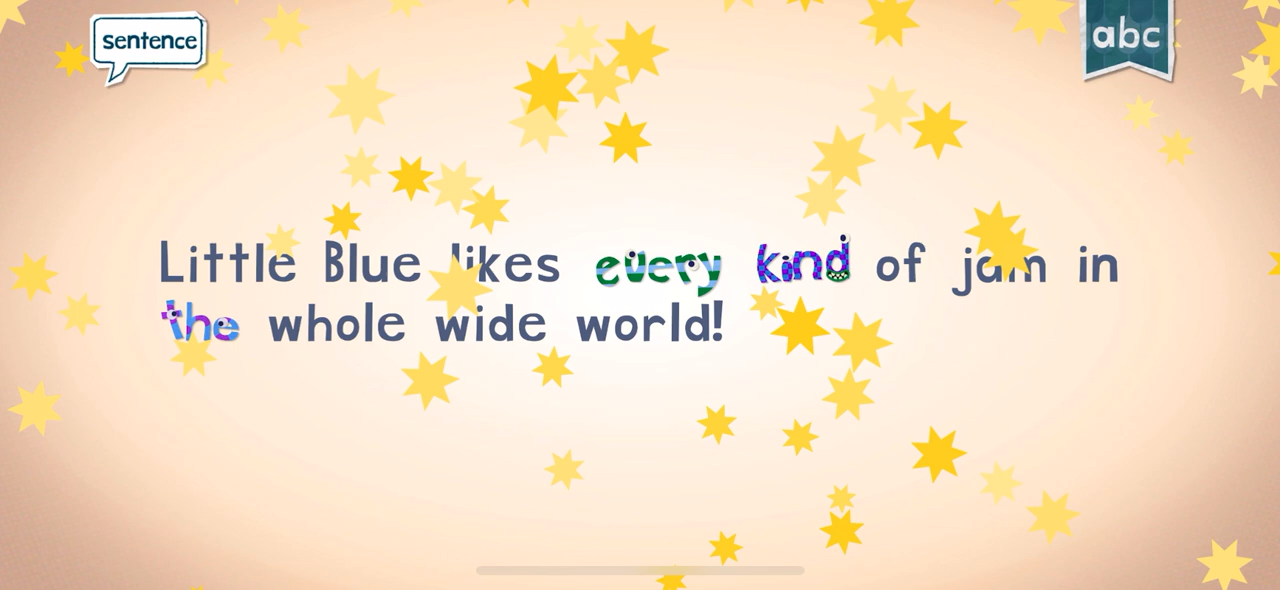 sentence
abc
Little Blue likes every kind of jam in
the whole wide world!